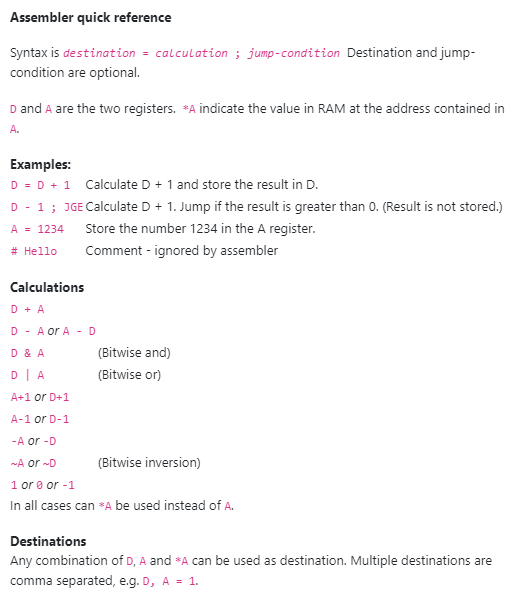 Assembler quick reference
Syntax is destination = calculation ; jump-condition Destination and jump-
condition are optional.
D and A are the two registers. *A indicate the value in RAM at the address contained in
A.
Examples:
D = D + 1 Calculate D + 1 and store the result in D.
D - 1 ; JGE Calculate D + 1. Jump if the result is greater than 0. (Result is not stored.)
A = 1234 Store the number 1234 in the A register.
# Hello Comment - ignored by assembler
Calculations
D + A
D - A or A - D
D & A (Bitwise and)
D | A (Bitwise or)
A+1 or D+1
A-1 or D-1
-A or -D
~A or ~D (Bitwise inversion)
1 or 0 or -1
In all cases can *A be used instead of A.
Destinations
Any combination of D, A and *A can be used as destination. Multiple destinations are
comma separated, e.g. D, A = 1.